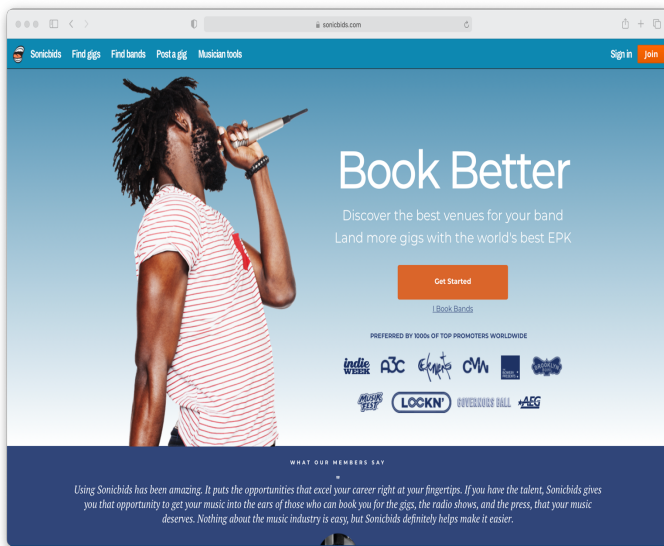 sonicbids.com
Sonicbids Find gigs Find bands Post a gig Musician tools Sign in Join
Book Better
Discover the best venues for your band
Land more gigs with the world's best EPK
Get Started
I Book Bands
PREFERRED BY 1000s OF TOP PROMOTERS WORLDWIDE
indie WEEK A3C Elements CMW BROOKLYN
MUSIK FEST LOCKN' GOVERNORS BALL AEG
WHAT OUR MEMBERS SAY
"
Using Sonicbids has been amazing. It puts the opportunities that excel your career right at your fingertips. If you have the talent, Sonicbids gives
you that opportunity to get your music into the ears of those who can book you for the gigs, the radio shows, and the press, that your music
deserves. Nothing about the music industry is easy, but Sonicbids definitely helps make it easier.